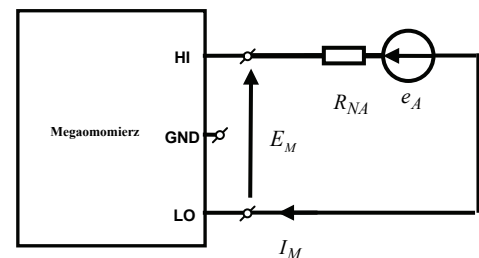 HI
R_NA
e_A
Megaomomierz
GND
E_M
LO
I_M